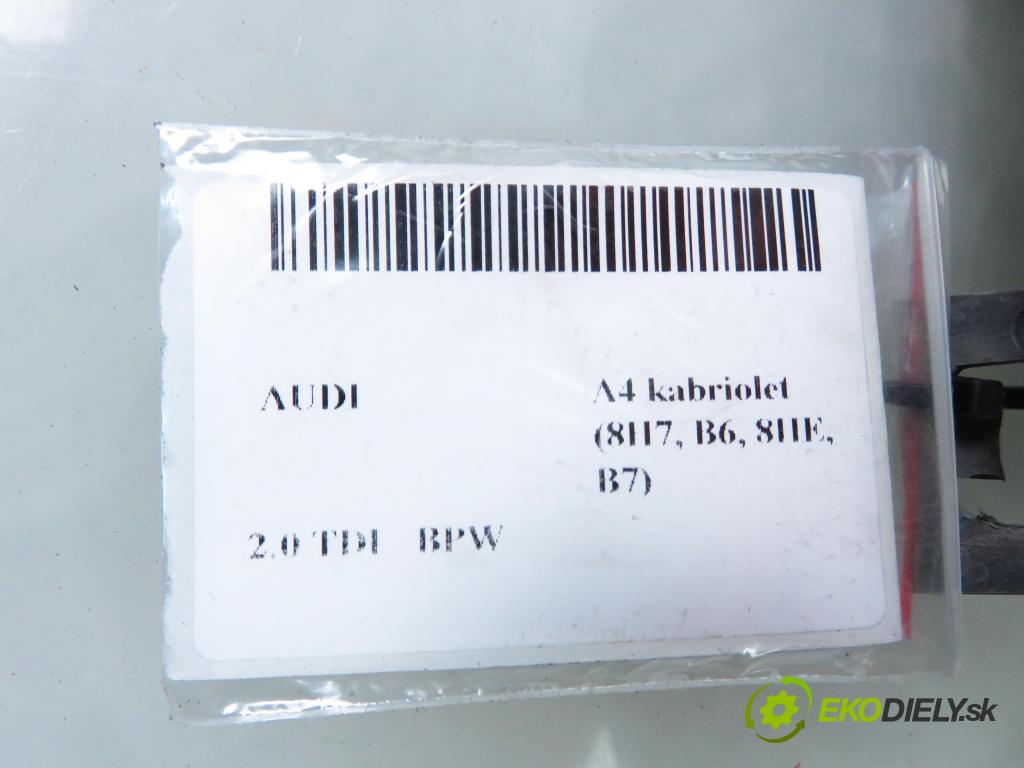 AUDI
A4 kabriolet
(8H7, B6, 8HE,
B7)
2.0 TDI BPW
EKODIELY.sk